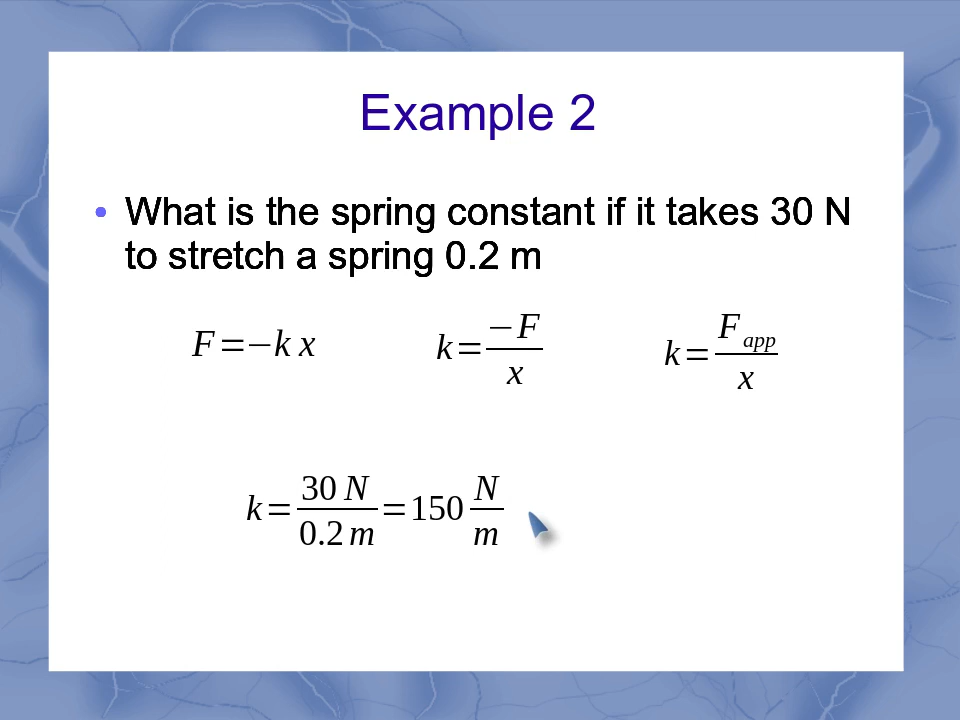 Example 2
• What is the spring constant if it takes 30 N
to stretch a spring 0.2 m
F=−k x   k=−F/x   k=F_app/x
k=30 N/0.2 m=150 N/m